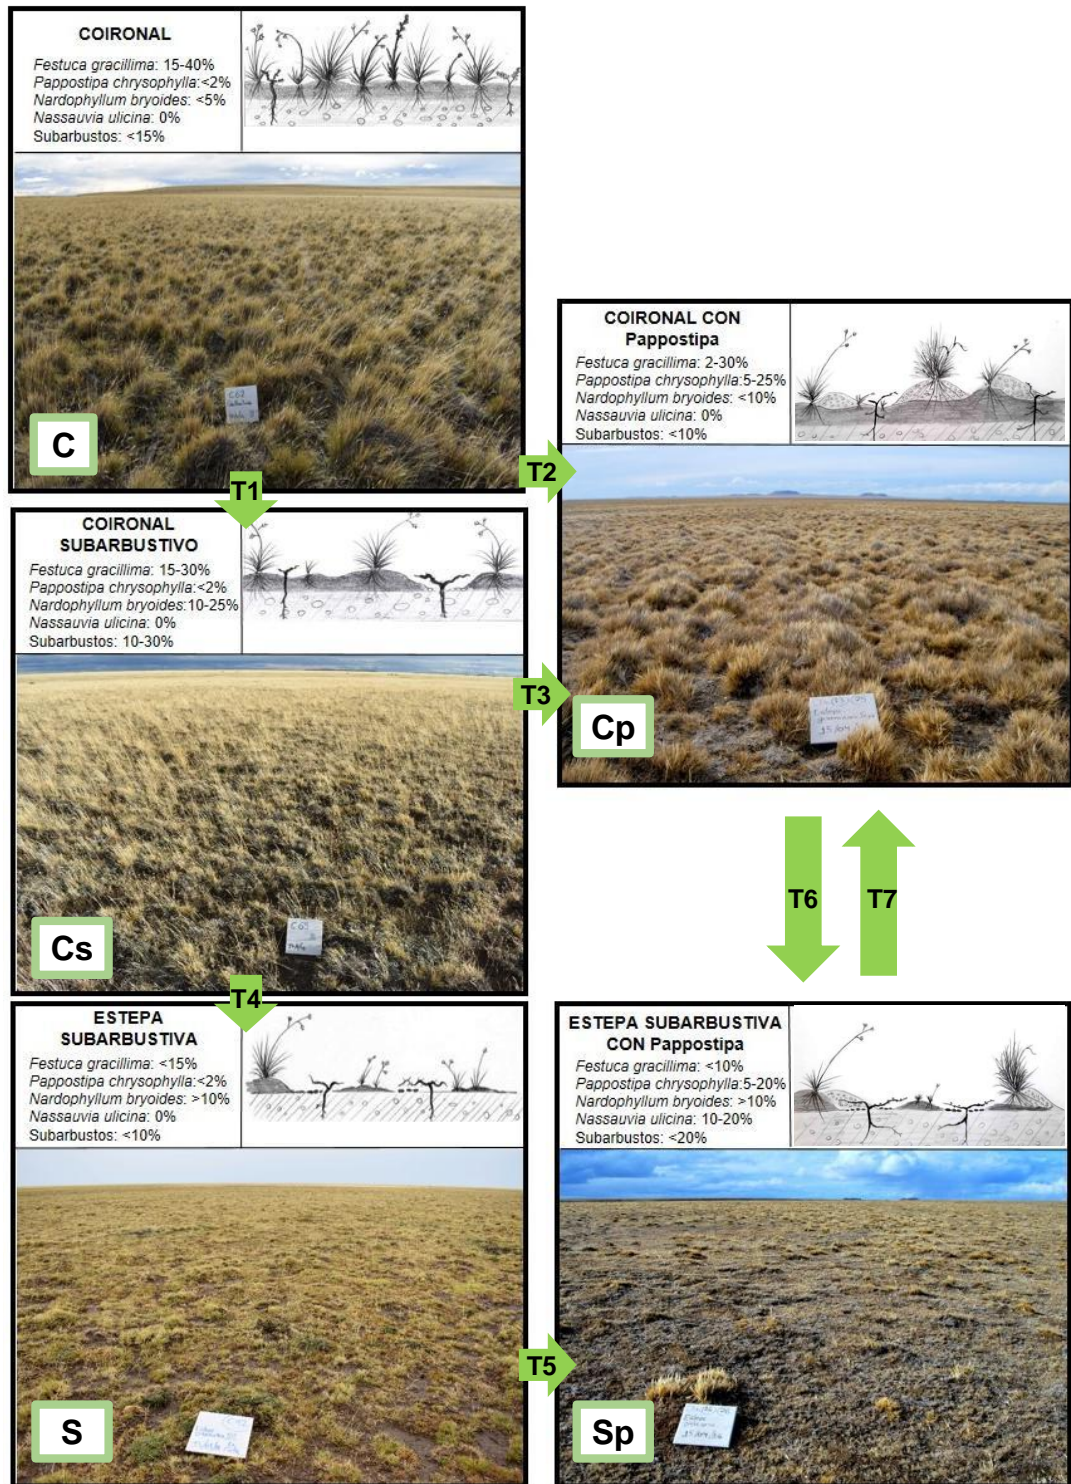 COIRONAL
Festuca gracillima: 15-40%
Pappostipa chrysophylla:<2%
Nardophyllum bryoides: <5%
Nassauvia ulicina: 0%
Subarbustos: <15%
C
T1
T2
COIRONAL CON
Pappostipa
Festuca gracillima: 2-30%
Pappostipa chrysophylla:5-25%
Nardophyllum bryoides: <10%
Nassauvia ulicina: 0%
Subarbustos: <10%
Cp
COIRONAL
SUBARBUSTIVO
Festuca gracillima: 15-30%
Pappostipa chrysophylla:<2%
Nardophyllum bryoides:10-25%
Nassauvia ulicina: 0%
Subarbustos: 10-30%
T3
Cs
T4
T6
T7
ESTEPA
SUBARBUSTIVA
Festuca gracillima: <15%
Pappostipa chrysophylla:<2%
Nardophyllum bryoides: >10%
Nassauvia ulicina: 0%
Subarbustos: <10%
S
T5
ESTEPA SUBARBUSTIVA
CON Pappostipa
Festuca gracillima: <10%
Pappostipa chrysophylla:5-20%
Nardophyllum bryoides: >10%
Nassauvia ulicina: 10-20%
Subarbustos: <20%
Sp